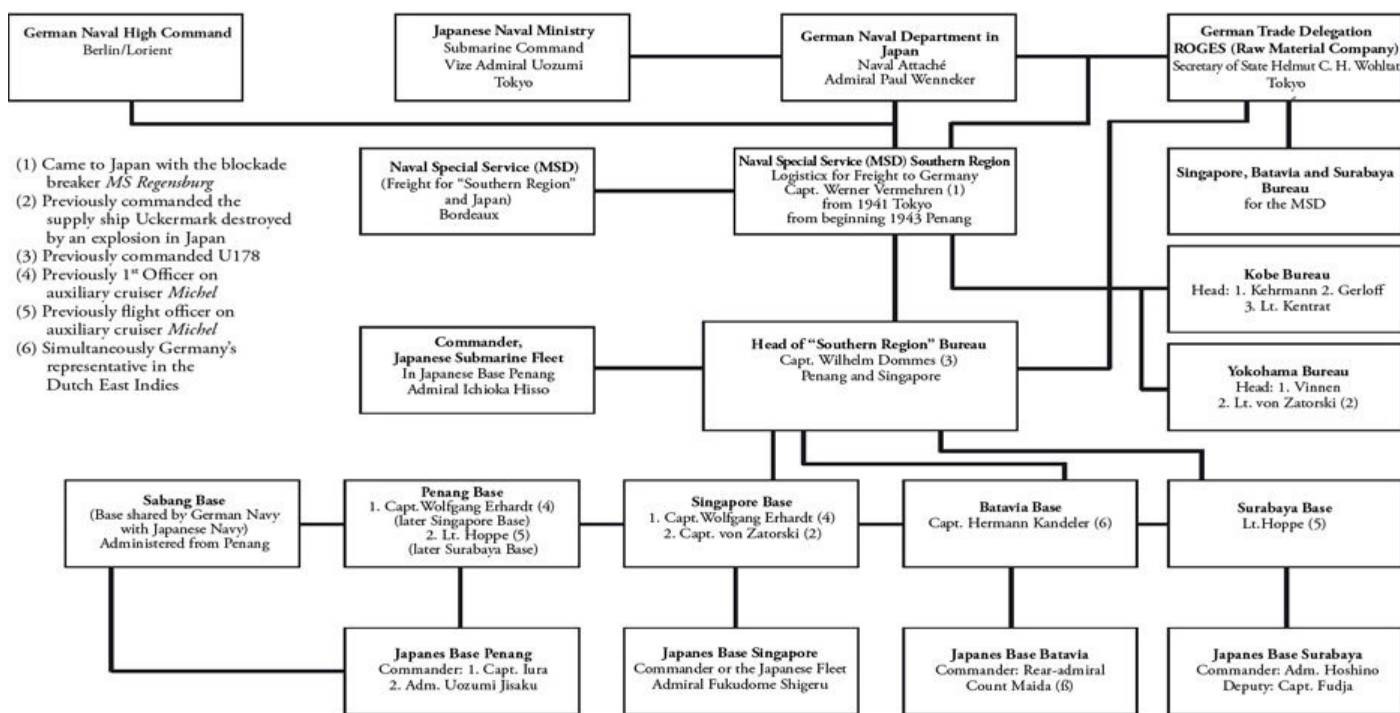 German Naval High Command
Berlin/Lorient
Japanese Naval Ministry
Submarine Command
Vize Admiral Uozumi
Tokyo
German Naval Department in
Japan
Naval Attaché
Admiral Paul Wenneker
German Trade Delegation
ROGES (Raw Material Company)
Secretary of State Helmut C. H. Wohltat
Tokyo
(1) Came to Japan with the blockade
breaker MS Regensburg
(2) Previously commanded the
supply ship Uckermark destroyed
by an explosion in Japan
(3) Previously commanded U178
(4) Previously 1st Officer on
auxiliary cruiser Michel
(5) Previously flight officer on
auxiliary cruiser Michel
(6) Simultaneously Germany's
representative in the
Dutch East Indies
Naval Special Service (MSD)
(Freight for "Southern Region"
and Japan)
Bordeaux
Naval Special Service (MSD) Southern Region
Logisticx for Freight to Germany
Capt. Werner Vermehren (1)
from 1941 Tokyo
from beginning 1943 Penang
Singapore, Batavia and Surabaya
Bureau
for the MSD
Kobe Bureau
Head: 1. Kehrmann 2. Gerloff
3. Lt. Kentrat
Commander,
Japanese Submarine Fleet
In Japanese Base Penang
Admiral Ichioka Hisso
Head of "Southern Region" Bureau
Capt. Wilhelm Dommes (3)
Penang and Singapore
Yokohama Bureau
Head: 1. Vinnen
2. Lt. von Zatorski (2)
Sabang Base
(Base shared by German Navy
with Japanese Navy)
Administered from Penang
Penang Base
1. Capt.Wolfgang Erhardt (4)
(later Singapore Base)
2. Lt. Hoppe (5)
(later Surabaya Base)
Singapore Base
1. Capt.Wolfgang Erhardt (4)
2. Capt. von Zatorski (2)
Batavia Base
Capt. Hermann Kandeler (6)
Surabaya Base
Lt.Hoppe (5)
Japanes Base Penang
Commander: 1. Capt. Iura
2. Adm. Uozumi Jisaku
Japanes Base Singapore
Commander or the Japanese Fleet
Admiral Fukudome Shigeru
Japanes Base Batavia
Commander: Rear-admiral
Count Maida (ß)
Japanes Base Surabaya
Commander: Adm. Hoshino
Deputy: Capt. Fudja